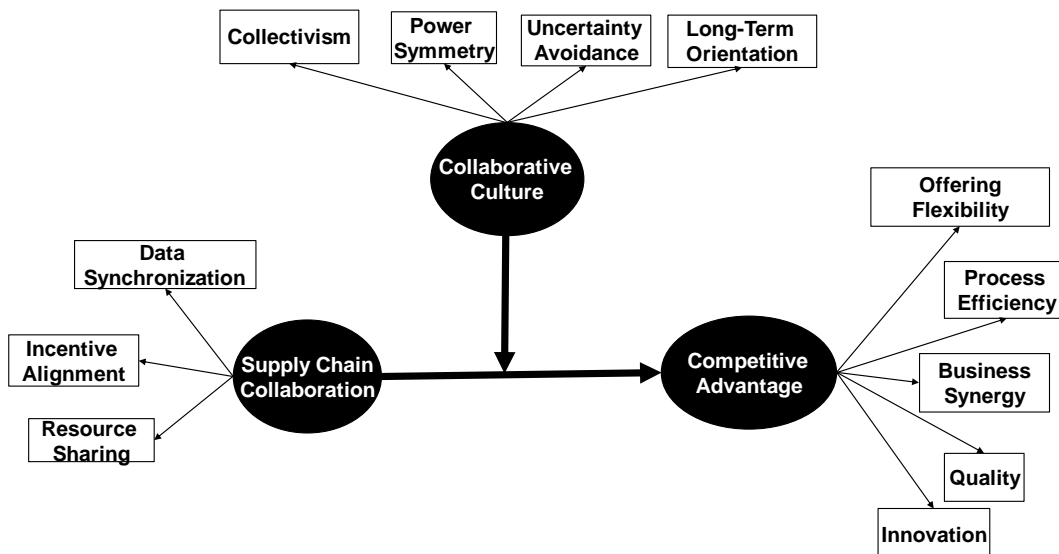 Collectivism
Power
Symmetry
Uncertainty
Avoidance
Long-Term
Orientation
Collaborative
Culture
Offering
Flexibility
Data
Synchronization
Process
Efficiency
Incentive
Alignment
Supply Chain
Collaboration
Competitive
Advantage
Business
Synergy
Resource
Sharing
Quality
Innovation